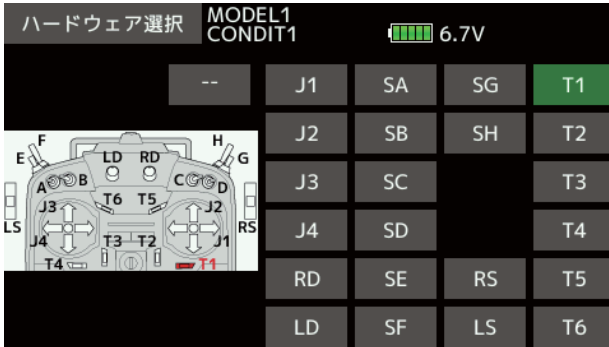 ハードウェア選択
MODEL1
CONDIT1
6.7V
-- J1 SA SG T1
J2 SB SH T2
J3 SC T3
J4 SD T4
RD SE RS T5
LD SF LS T6
F H
E LD RD G
A B C D
J3 T6 T5 J2
LS RS
J4 T3 T2 J1
T4 T1